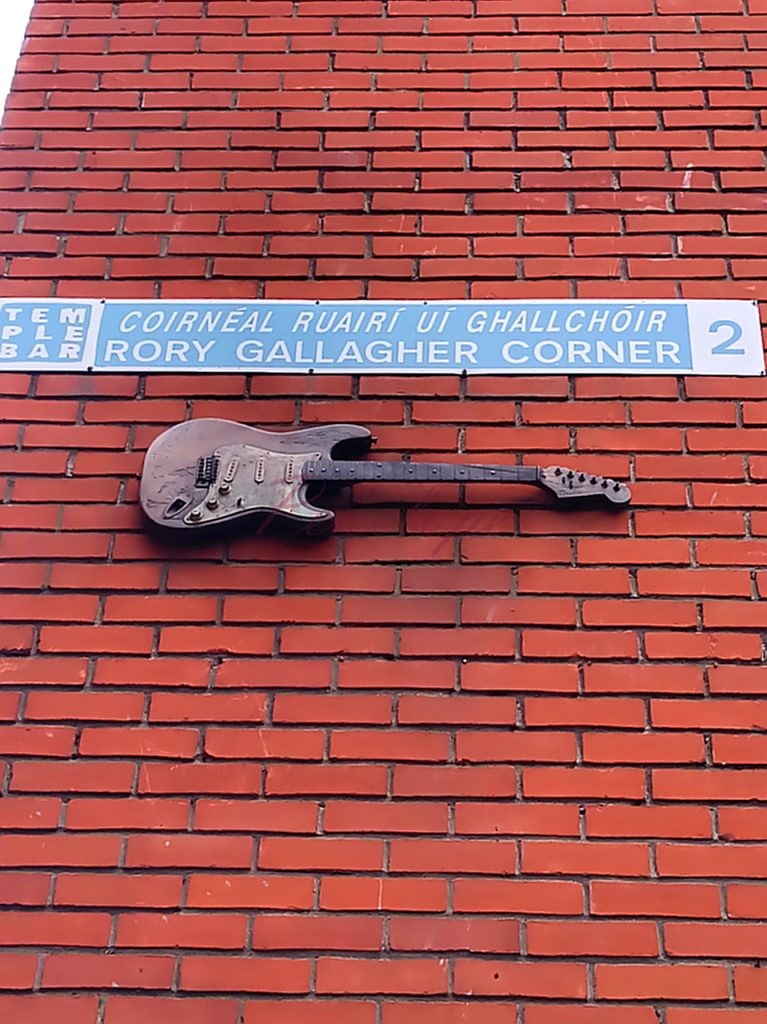 TEM
PLE
BAR
COIRNÉAL RUAIRÍ UÍ GHALLCHÓIR
RORY GALLAGHER CORNER
2